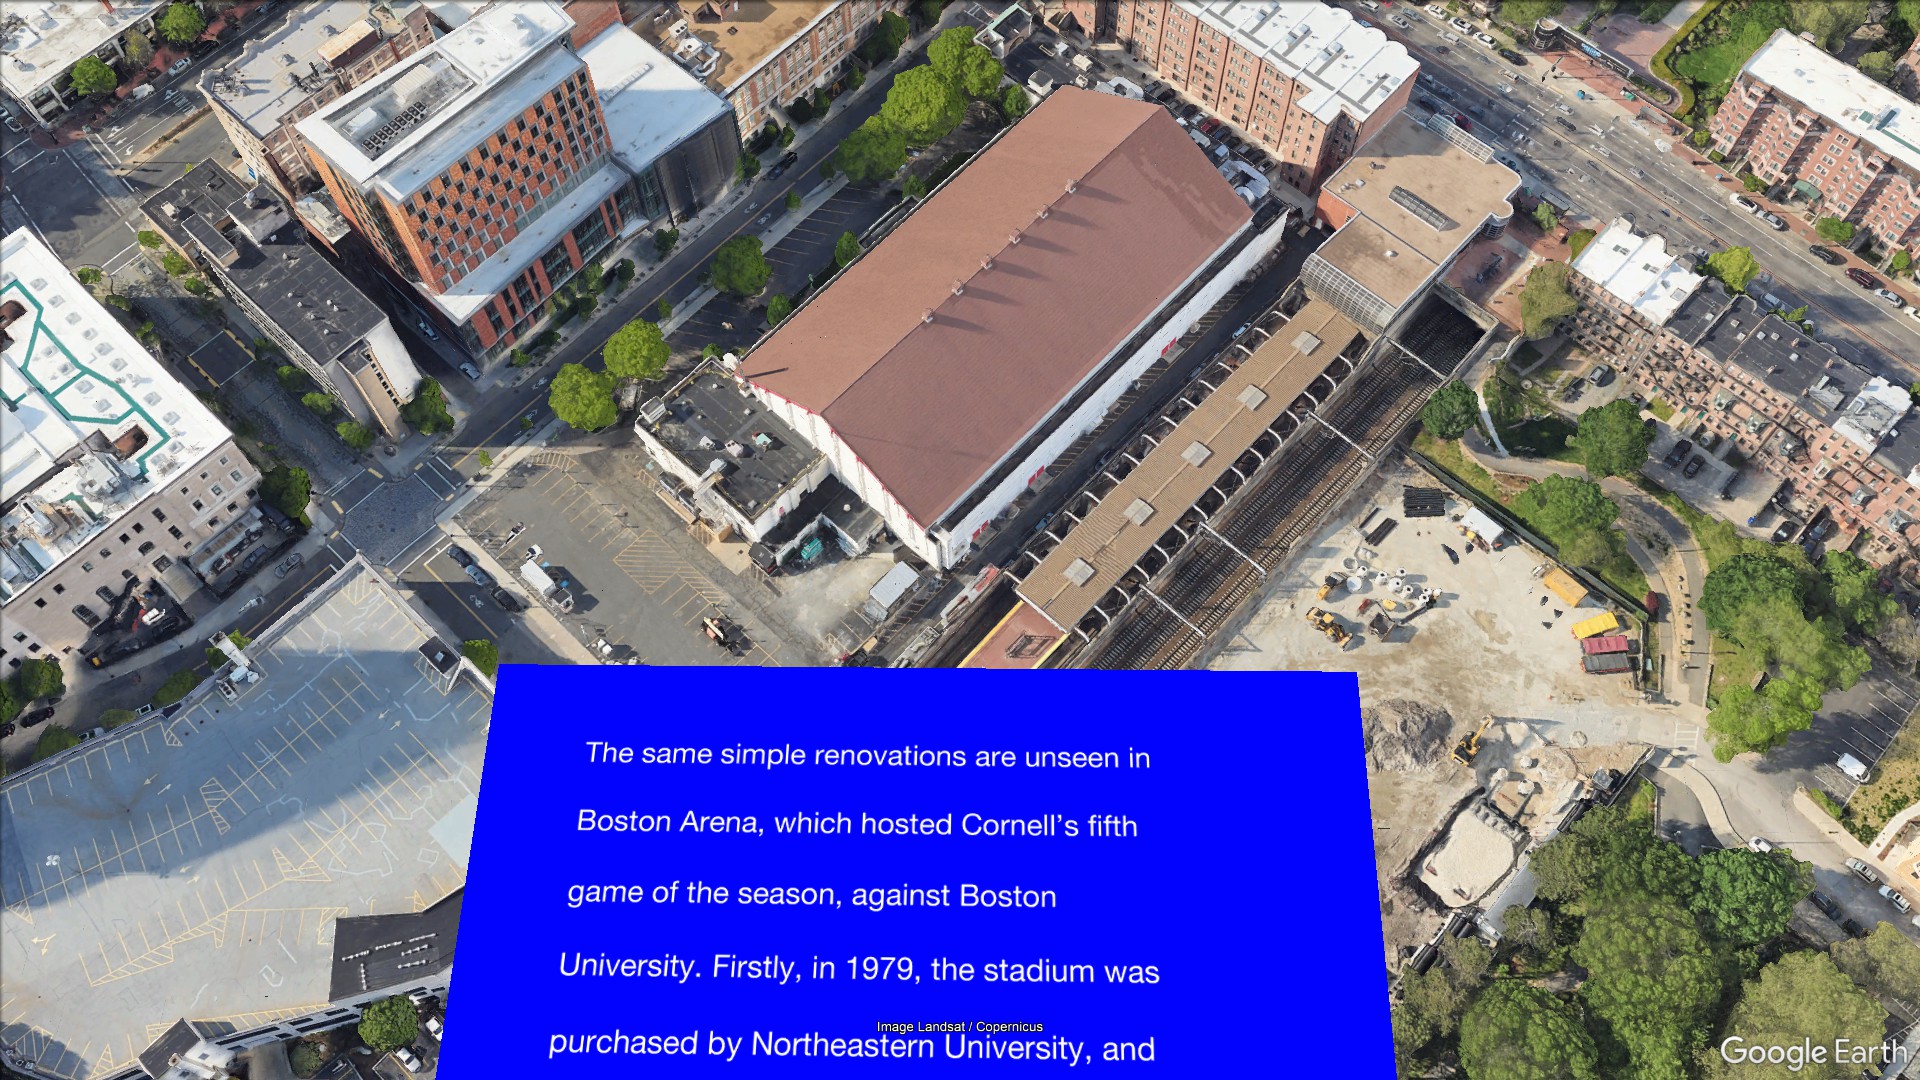 The same simple renovations are unseen in
Boston Arena, which hosted Cornell's fifth
game of the season, against Boston
University. Firstly, in 1979, the stadium was
purchased by Northeastern University, and
Image Landsat / Copernicus
Google Earth